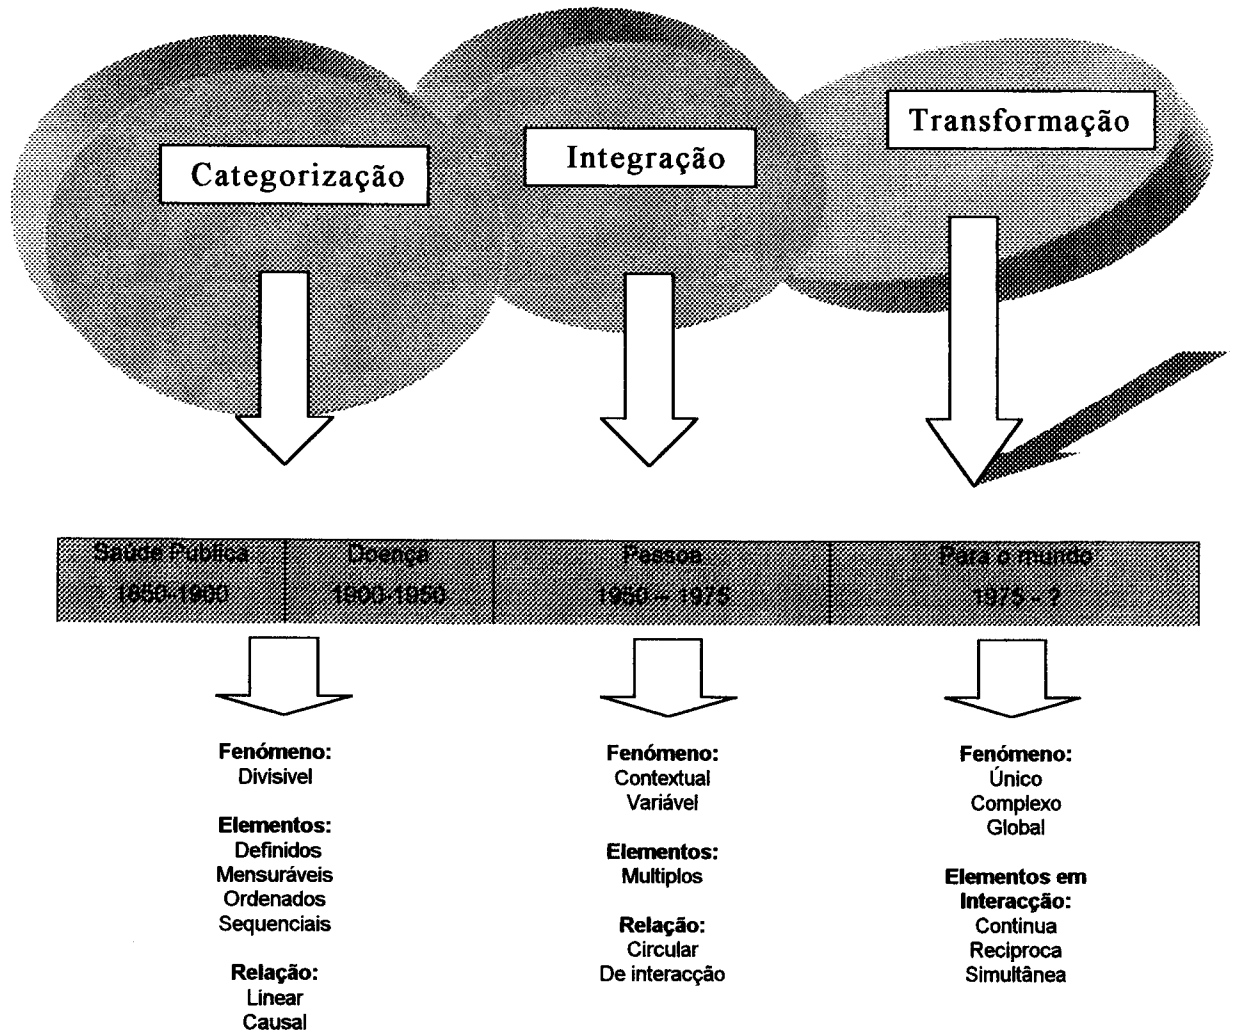 Categorização
Integração
Transformação
Saúde Pública
1850-1900
Doença
1900-1950
Pessoa
1950 – 1975
Para o mundo
1975 – ?
Fenómeno:
Divisivel
Elementos:
Definidos
Mensuráveis
Ordenados
Sequenciais
Relação:
Linear
Causal
Fenómeno:
Contextual
Variável
Elementos:
Multiplos
Relação:
Circular
De interacção
Fenómeno:
Único
Complexo
Global
Elementos em
Interacção:
Continua
Reciproca
Simultânea